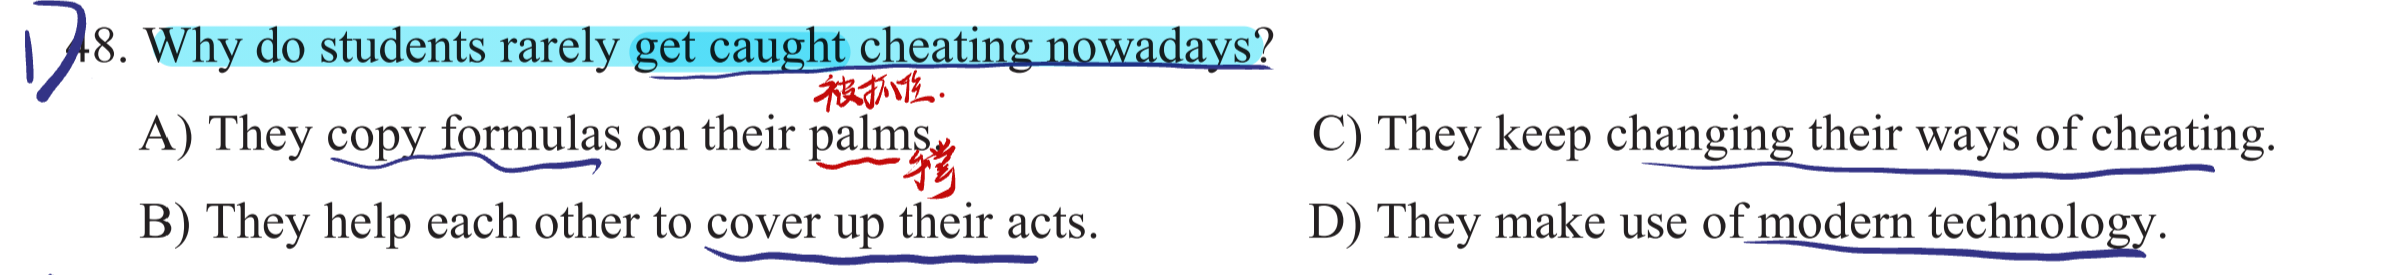 D 48. Why do students rarely get caught cheating nowadays?
被抓住.
A) They copy formulas on their palms. C) They keep changing their ways of cheating.
手掌
B) They help each other to cover up their acts. D) They make use of modern technology.